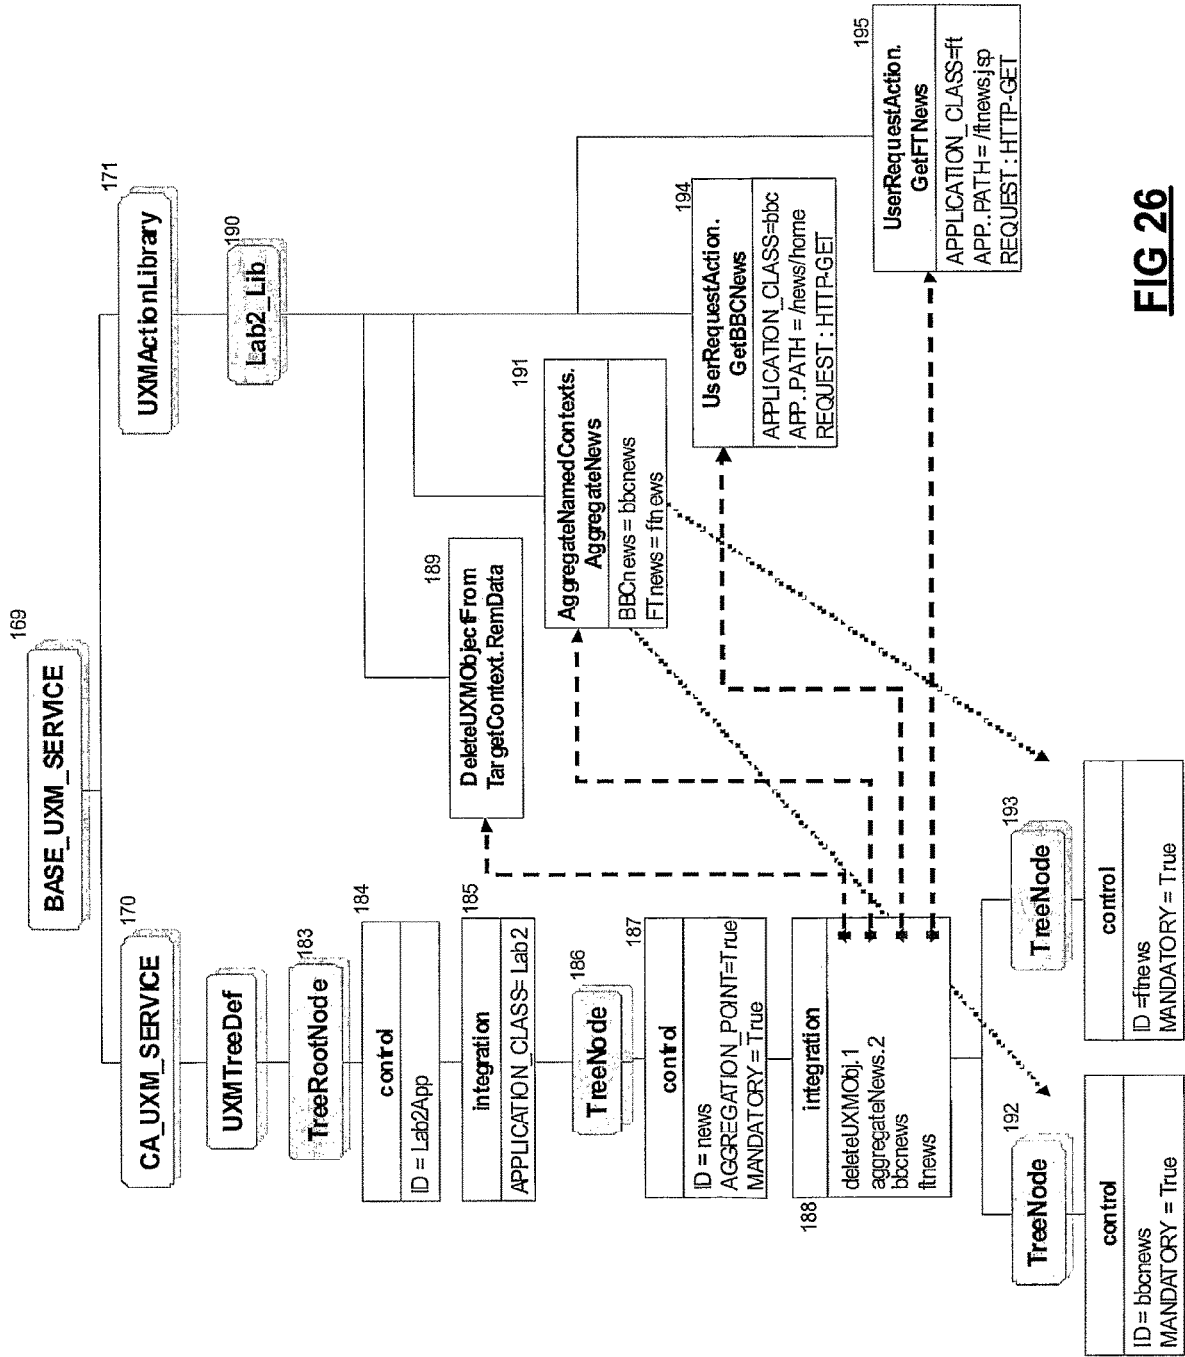 BASE_UXM_SERVICE
169
CA_UXM_SERVICE
170
UXMTreeDef
TreeRootNode
183
control
184
ID = Lab2App
integration
185
APPLICATION_CLASS= Lab2
TreeNode
186
control
187
ID = news
AGGREGATION_POINT=True
MANDATORY = True
integration
188
deleteUXMObj.1
aggregateNews.2
bbcnews
ftnews
TreeNode
192
control
ID = bbcnews
MANDATORY = True
TreeNode
193
control
ID =ftnews
MANDATORY = True
UXMActionLibrary
171
Lab2_Lib
190
189
DeleteUXMObjectFrom
TargetContext.RemData
191
AggregateNamedContexts.
AggregateNews
BBCnews = bbcnews
FTnews = ftnews
194
UserRequestAction.
GetBBCNews
APPLICATION_CLASS=bbc
APP..PATH = /news/home
REQUEST : HTTP-GET
195
UserRequestAction.
GetFTNews
APPLICATION_CLASS=ft
APP..PATH = /ftnews.jsp
REQUEST : HTTP-GET
FIG 26